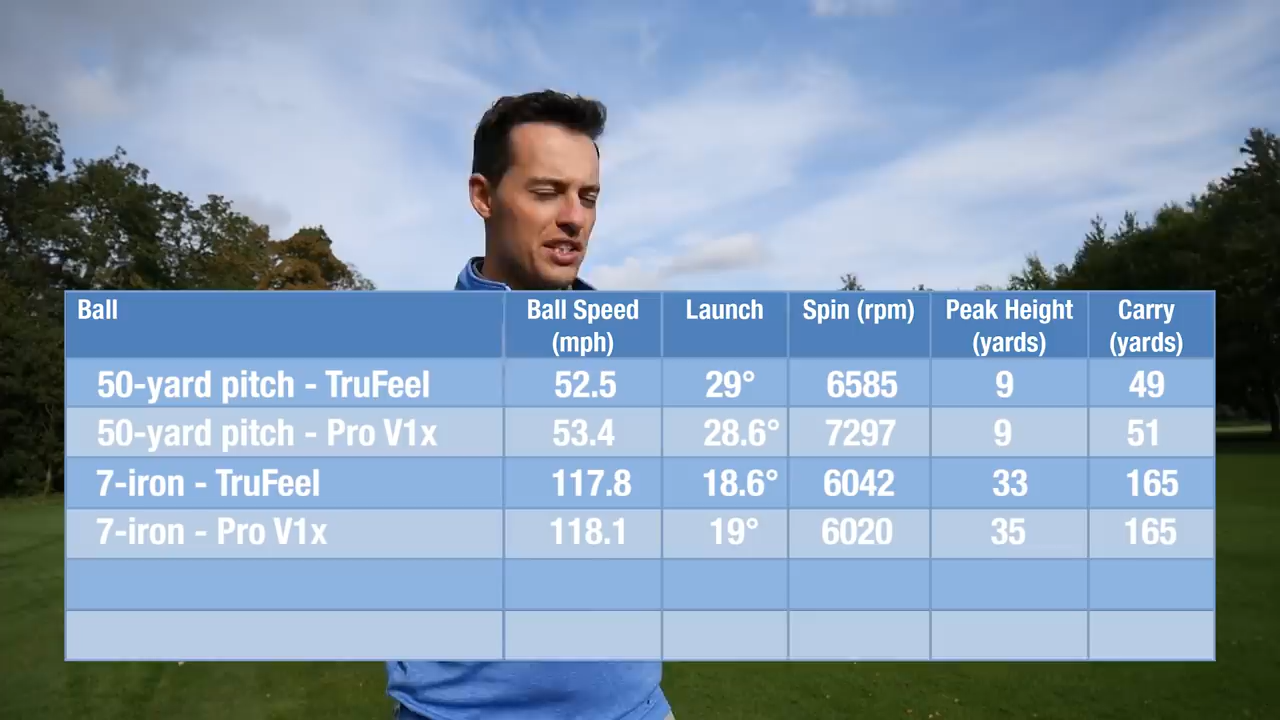 Ball Ball Speed (mph) Launch Spin (rpm) Peak Height (yards) Carry (yards)
50-yard pitch - TruFeel 52.5 29° 6585 9 49
50-yard pitch - Pro V1x 53.4 28.6° 7297 9 51
7-iron - TruFeel 117.8 18.6° 6042 33 165
7-iron - Pro V1x 118.1 19° 6020 35 165